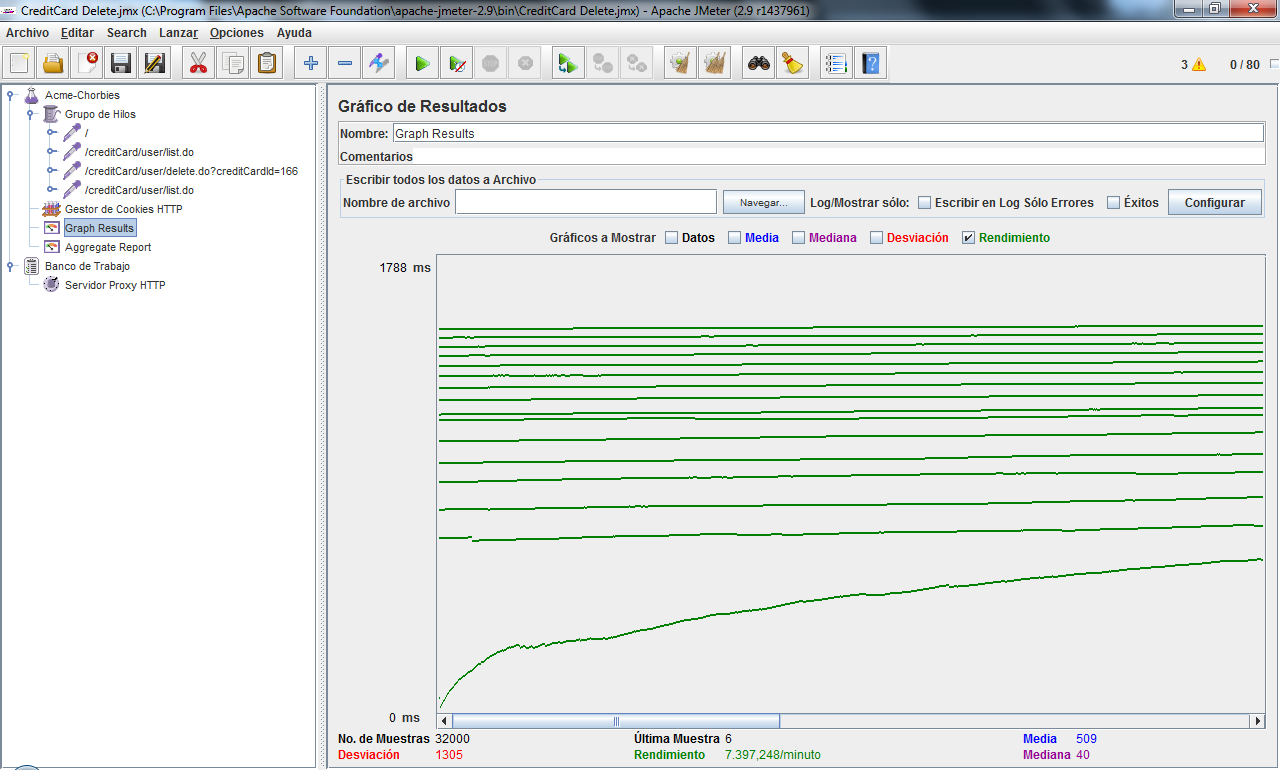 CreditCard Delete.jmx (C:\Program Files\Apache Software Foundation\apache-jmeter-2.9\bin\CreditCard Delete.jmx) - Apache JMeter (2.9 r1437961)
Archivo Editar Search Lanzar Opciones Ayuda
3 0 / 80
Acme-Chorbies
Grupo de Hilos
/
/creditCard/user/list.do
/creditCard/user/delete.do?creditCardId=166
/creditCard/user/list.do
Gestor de Cookies HTTP
Graph Results
Aggregate Report
Banco de Trabajo
Servidor Proxy HTTP
Gráfico de Resultados
Nombre: Graph Results
Comentarios
Escribir todos los datos a Archivo
Nombre de archivo Navegar... Log/Mostrar sólo: Escribir en Log Sólo Errores Éxitos Configurar
Gráficos a Mostrar Datos Media Mediana Desviación Rendimiento
1788 ms
0 ms
No. de Muestras 32000 Última Muestra 6 Media 509
Desviación 1305 Rendimiento 7.397,248/minuto Mediana 40